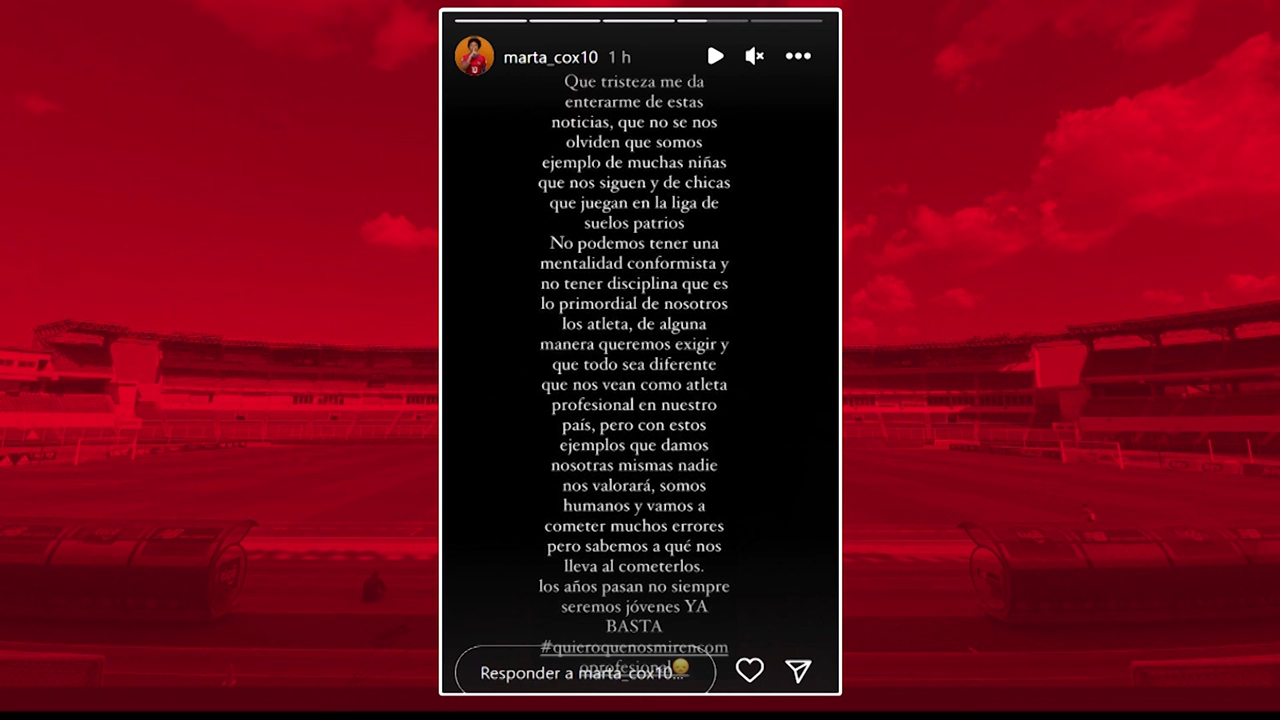 marta_cox10 1 h
Que tristeza me da
enterarme de estas
noticias, que no se nos
olviden que somos
ejemplo de muchas niñas
que nos siguen y de chicas
que juegan en la liga de
suelos patrios
No podemos tener una
mentalidad conformista y
no tener disciplina que es
lo primordial de nosotros
los atleta, de alguna
manera queremos exigir y
que todo sea diferente
que nos vean como atleta
profesional en nuestro
país, pero con estos
ejemplos que damos
nosotras mismas nadie
nos valorará, somos
humanos y vamos a
cometer muchos errores
pero sabemos a qué nos
lleva al cometerlos.
los años pasan no siempre
seremos jóvenes YA
BASTA
#quieroquenosmirencom
oprofesional😞
Responder a marta_cox10...